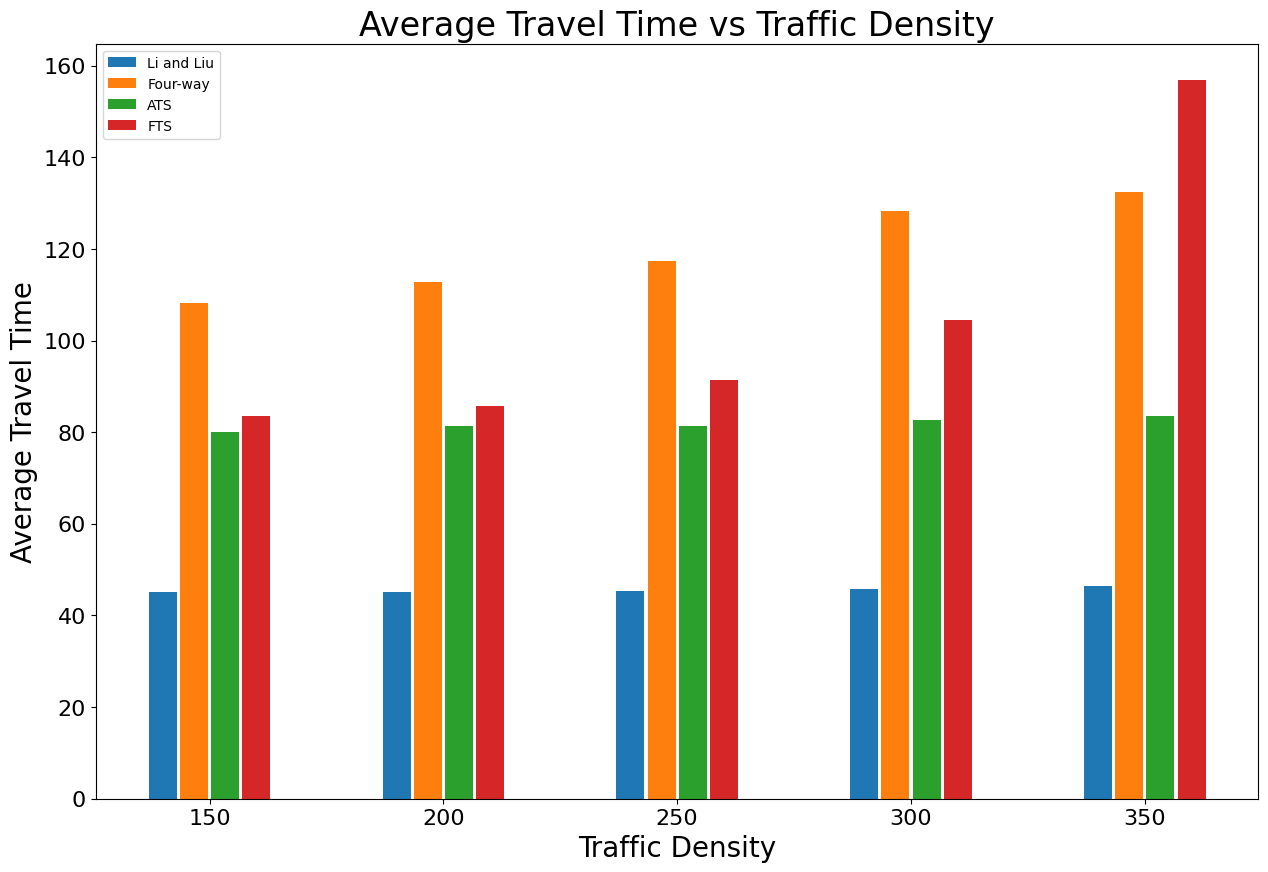 Average Travel Time vs Traffic Density
Li and Liu
Four-way
ATS
FTS
Average Travel Time
160
140
120
100
80
60
40
20
0
150 200 250 300 350
Traffic Density